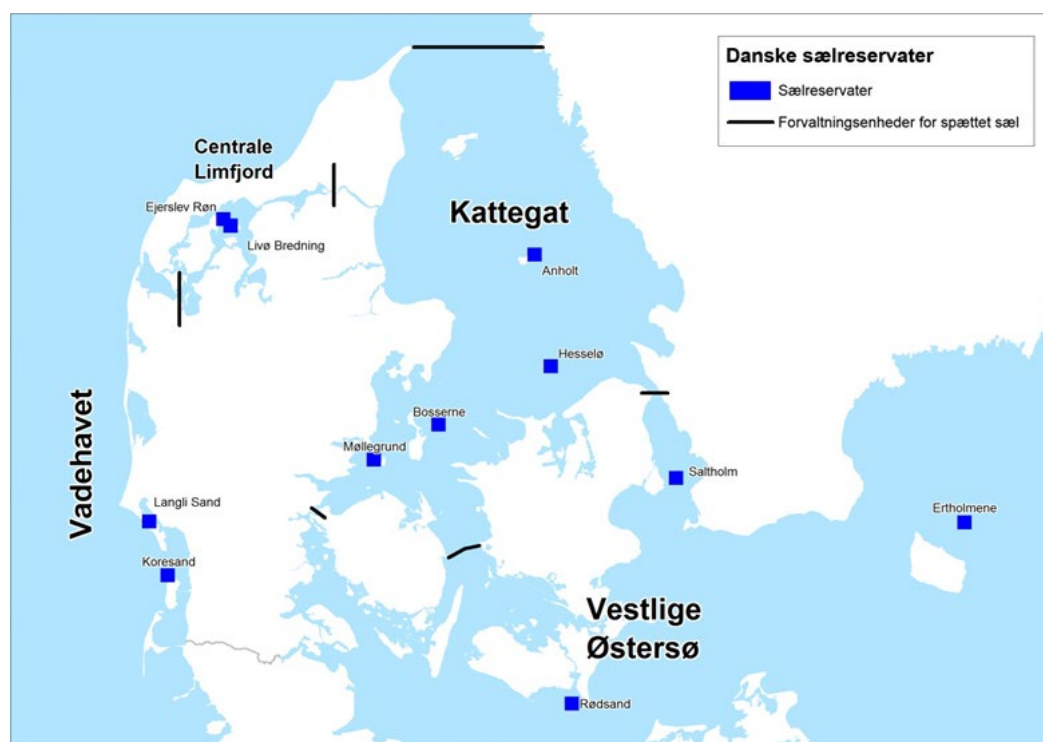 Danske sælreservater
Sælreservater
Forvaltningsenheder for spættet sæl
Centrale
Limfjord
Ejerslev Røn
Livø Bredning
Kattegat
Anholt
Hesselø
Bosserne
Møllegrund
Vadehavet
Saltholm
Langli Sand
Ertholmene
Koresand
Vestlige
Østersø
Rødsand